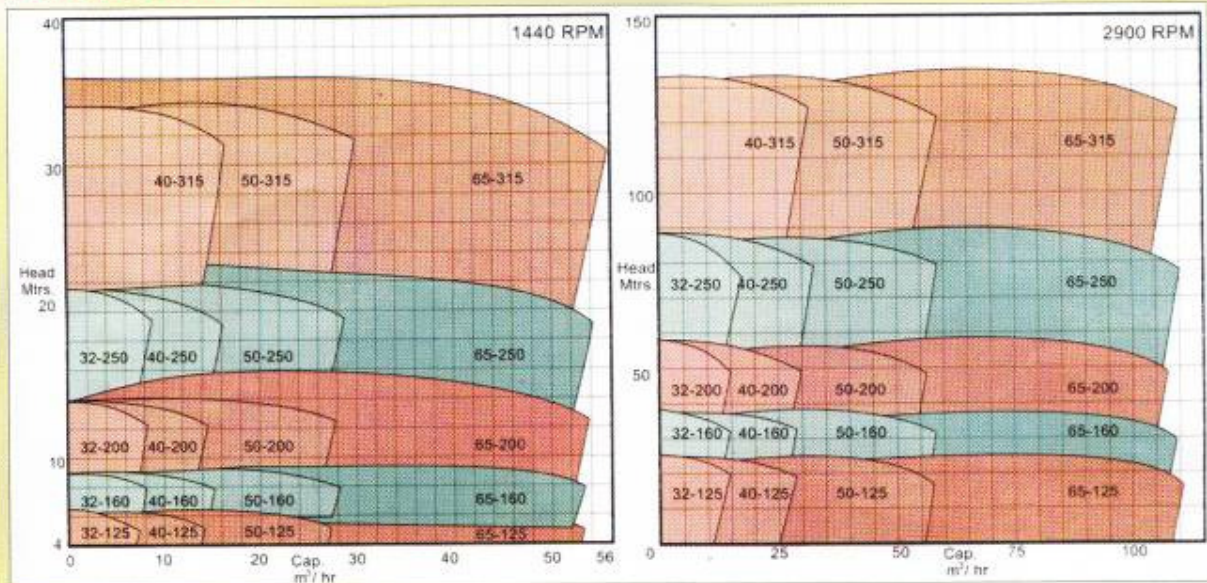 40
1440 RPM
40-315 50-315 65-315
30
Head
Mtrs.
20
32-250 40-250 50-250 65-250
32-200 40-200 50-200 65-200
10
32-160 40-160 50-160 65-160
32-125 40-125 50-125 65-125
4
0 10 20 30 40 50 56
Cap.
m³/ hr
150
2900 RPM
40-315 50-315 65-315
100
Head
Mtrs.
32-250 40-250 50-250 65-250
50
32-200 40-200 50-200 65-200
32-160 40-160 50-160 65-160
32-125 40-125 50-125 65-125
0
0 25 50 75 100
Cap.
m³/ hr